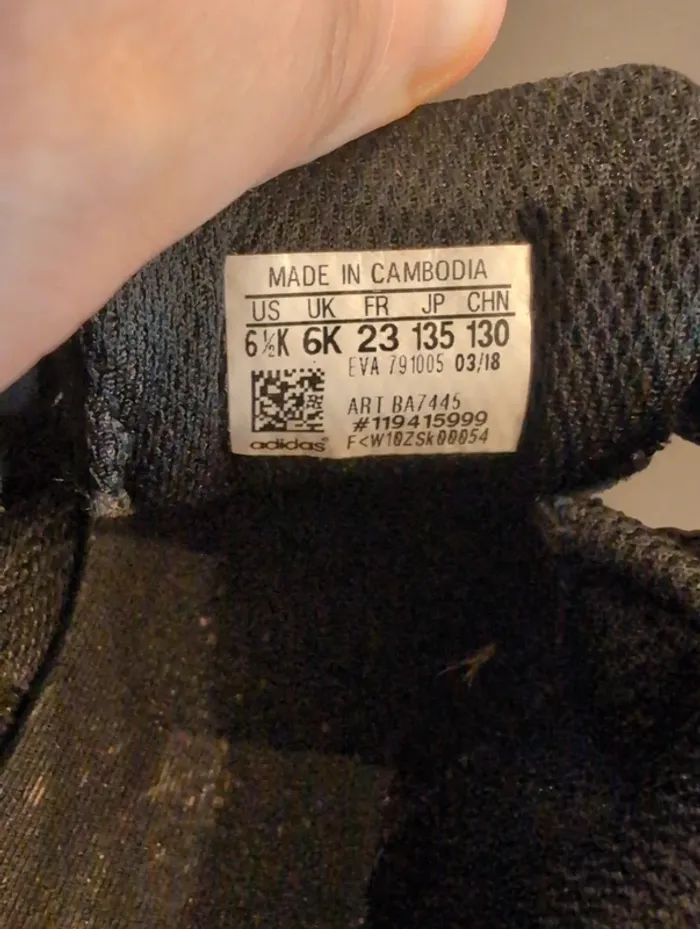 MADE IN CAMBODIA
US UK FR JP CHN
6½K 6K 23 135 130
EVA 791005 03/18
ART BA7445
#119415999
adidas F<W10ZSk00054